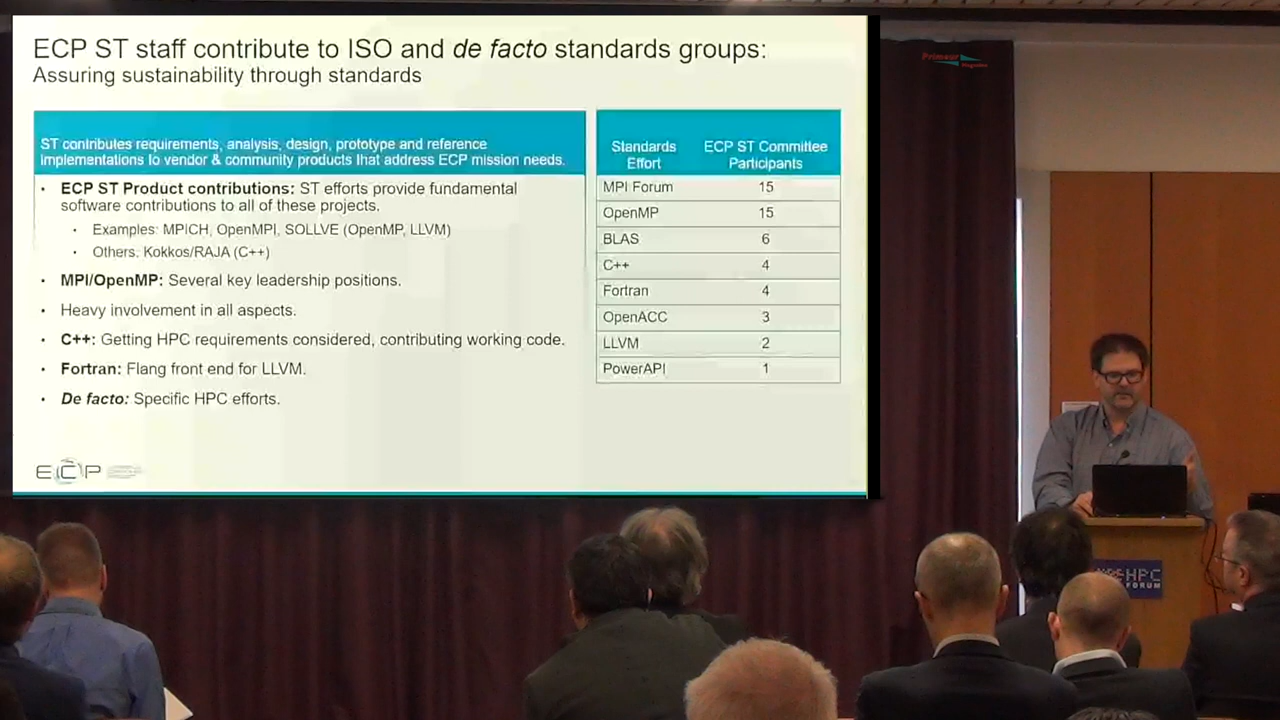 ECP ST staff contribute to ISO and de facto standards groups:
Assuring sustainability through standards
ST contributes requirements, analysis, design, prototype and reference
implementations to vendor & community products that address ECP mission needs.
• ECP ST Product contributions: ST efforts provide fundamental
software contributions to all of these projects.
• Examples: MPICH, OpenMPI, SOLLVE (OpenMP, LLVM)
• Others: Kokkos/RAJA (C++)
• MPI/OpenMP: Several key leadership positions.
• Heavy involvement in all aspects.
• C++: Getting HPC requirements considered, contributing working code.
• Fortran: Flang front end for LLVM.
• De facto: Specific HPC efforts.
Standards Effort ECP ST Committee Participants
MPI Forum 15
OpenMP 15
BLAS 6
C++ 4
Fortran 4
OpenACC 3
LLVM 2
PowerAPI 1
ECP
Primeur
Magazine
HPC
FORUM